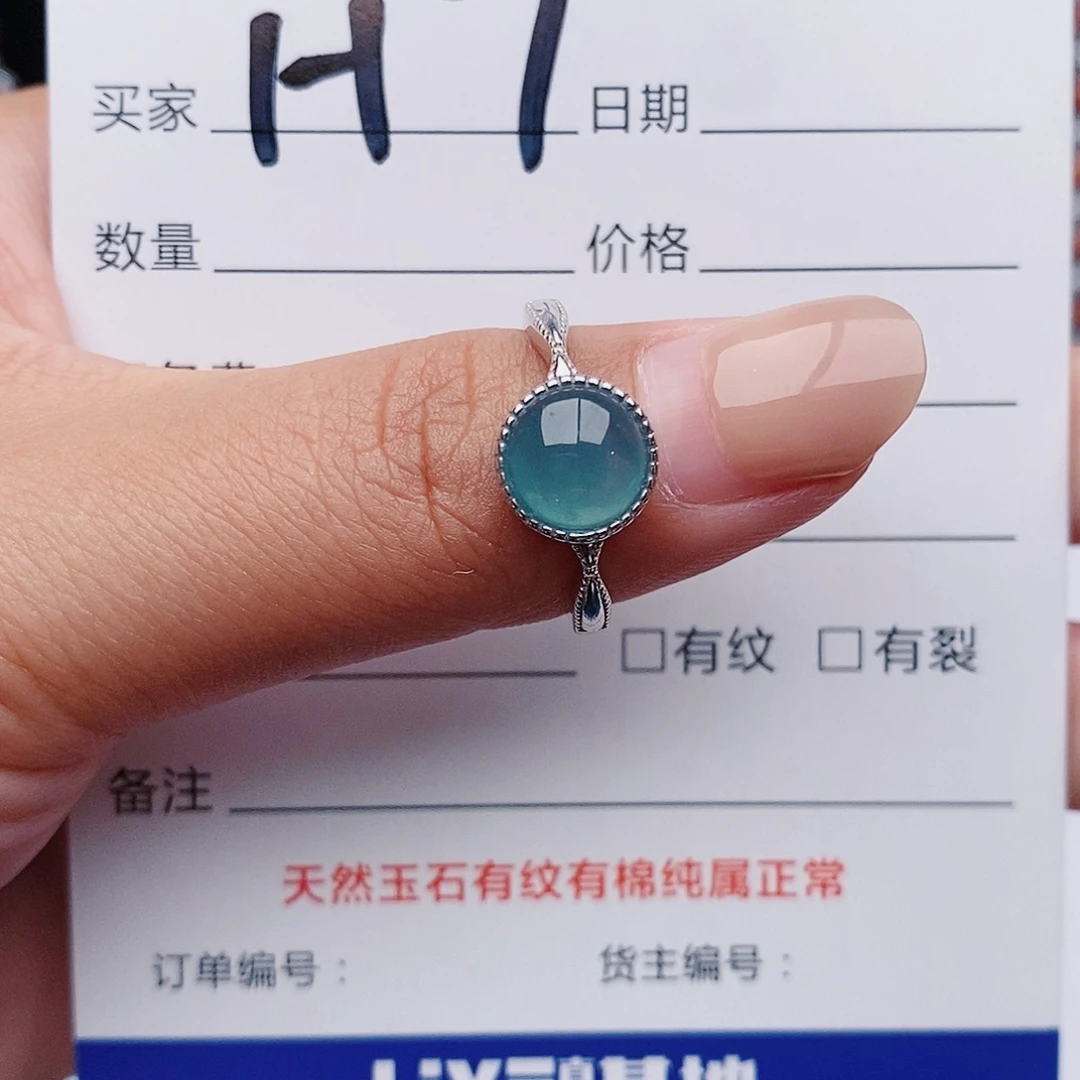 买家 H 日期
数量 价格
□有纹 □有裂
备注
天然玉石有纹有棉纯属正常
订单编号： 货主编号：